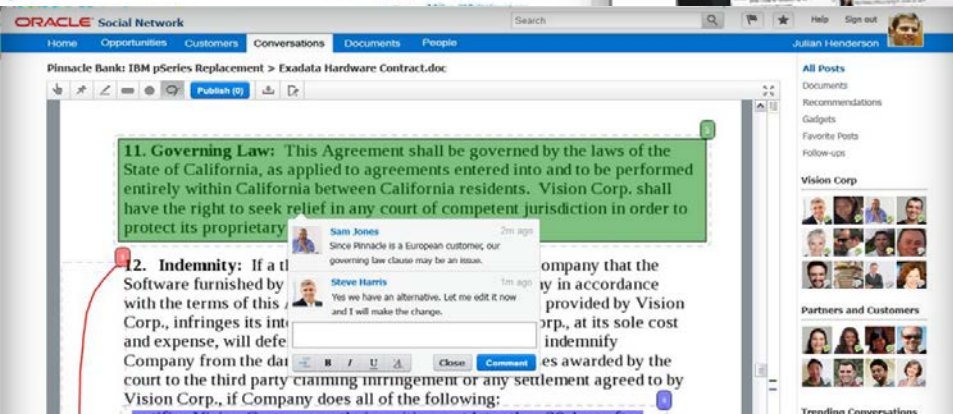 ORACLE Social Network
Search
Help Sign out
Home Opportunities Customers Conversations Documents People
Julian Henderson
Pinnacle Bank: IBM pSeries Replacement > Exadata Hardware Contract.doc
Publish (0)
11. Governing Law: This Agreement shall be governed by the laws of the
State of California, as applied to agreements entered into and to be performed
entirely within California between California residents. Vision Corp. shall
have the right to seek relief in any court of competent jurisdiction in order to
protect its proprietary
Sam Jones 2m ago
Since Pinnacle is a European customer, our
governing law clause may be an issue.
Steve Harris 1m ago
Yes we have an alternative. Let me edit it now
and I will make the change.
B I U A
Close Comment
12. Indemnity: If a th ompany that the
Software furnished by y in accordance
with the terms of this provided by Vision
Corp., infringes its inte orp., at its sole cost
and expense, will defe indemnify
Company from the da es awarded by the
court to the third party claiming infringement or any settlement agreed to by
Vision Corp., if Company does all of the following:
All Posts
Documents
Recommendations
Gadgets
Favorite Posts
Follow-ups
Vision Corp
Partners and Customers
Trending Conversations